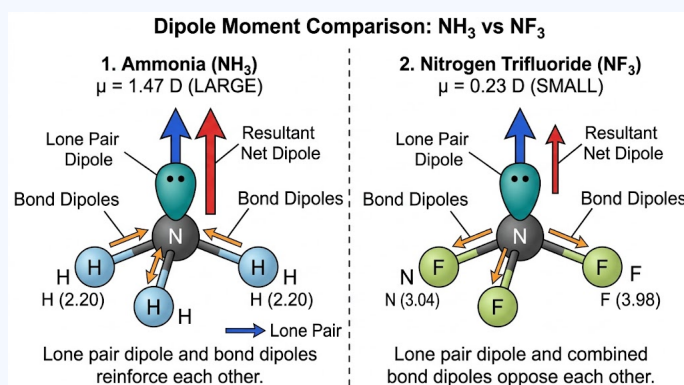 Dipole Moment Comparison: NH₃ vs NF₃
1. Ammonia (NH₃)
μ = 1.47 D (LARGE)
Lone Pair
Dipole
Resultant
Net Dipole
Bond Dipoles
Bond Dipoles
N
H
H
H
H
H
H
H (2.20)
H (2.20)
Lone Pair
Lone pair dipole and bond dipoles
reinforce each other.
2. Nitrogen Trifluoride (NF₃)
μ = 0.23 D (SMALL)
Lone Pair
Dipole
Resultant
Net Dipole
Bond Dipoles
Bond Dipoles
N
F
F
N
F
N (3.04)
F (3.98)
F
Lone pair dipole and combined
bond dipoles oppose each other.